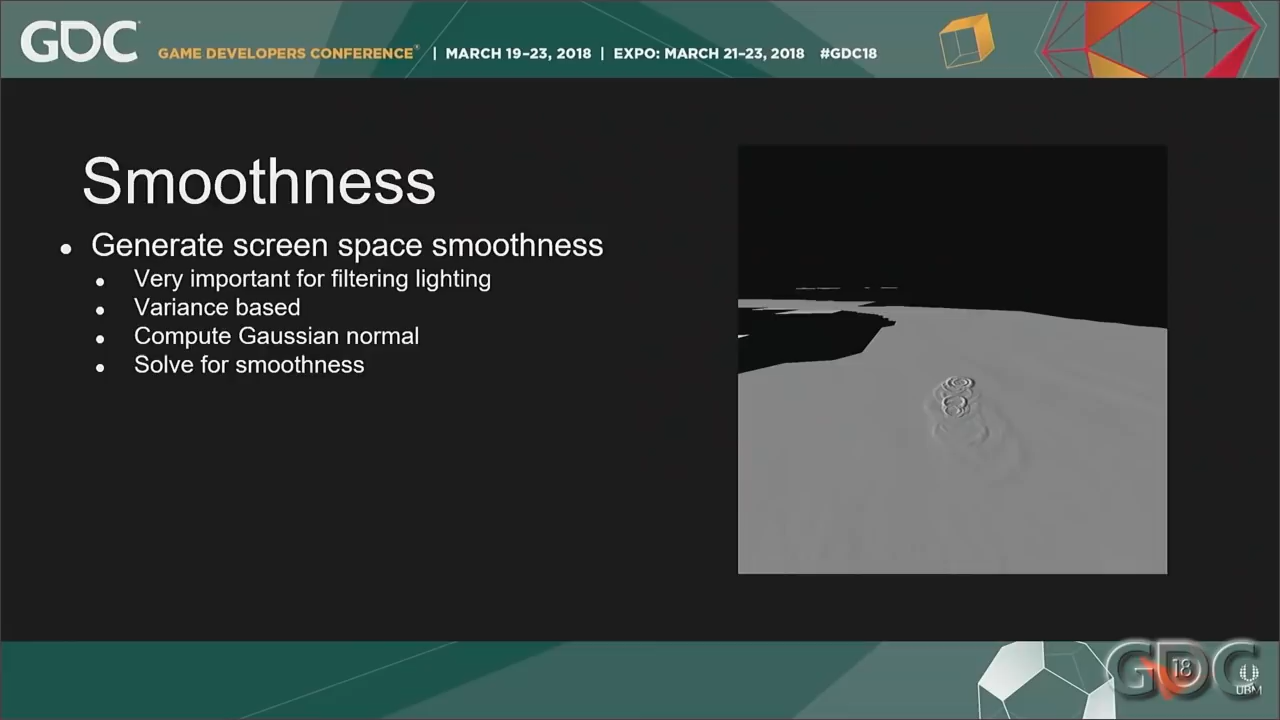 GDC GAME DEVELOPERS CONFERENCE® | MARCH 19–23, 2018 | EXPO: MARCH 21–23, 2018 #GDC18
Smoothness
● Generate screen space smoothness
● Very important for filtering lighting
● Variance based
● Compute Gaussian normal
● Solve for smoothness
GDC 18
UBM